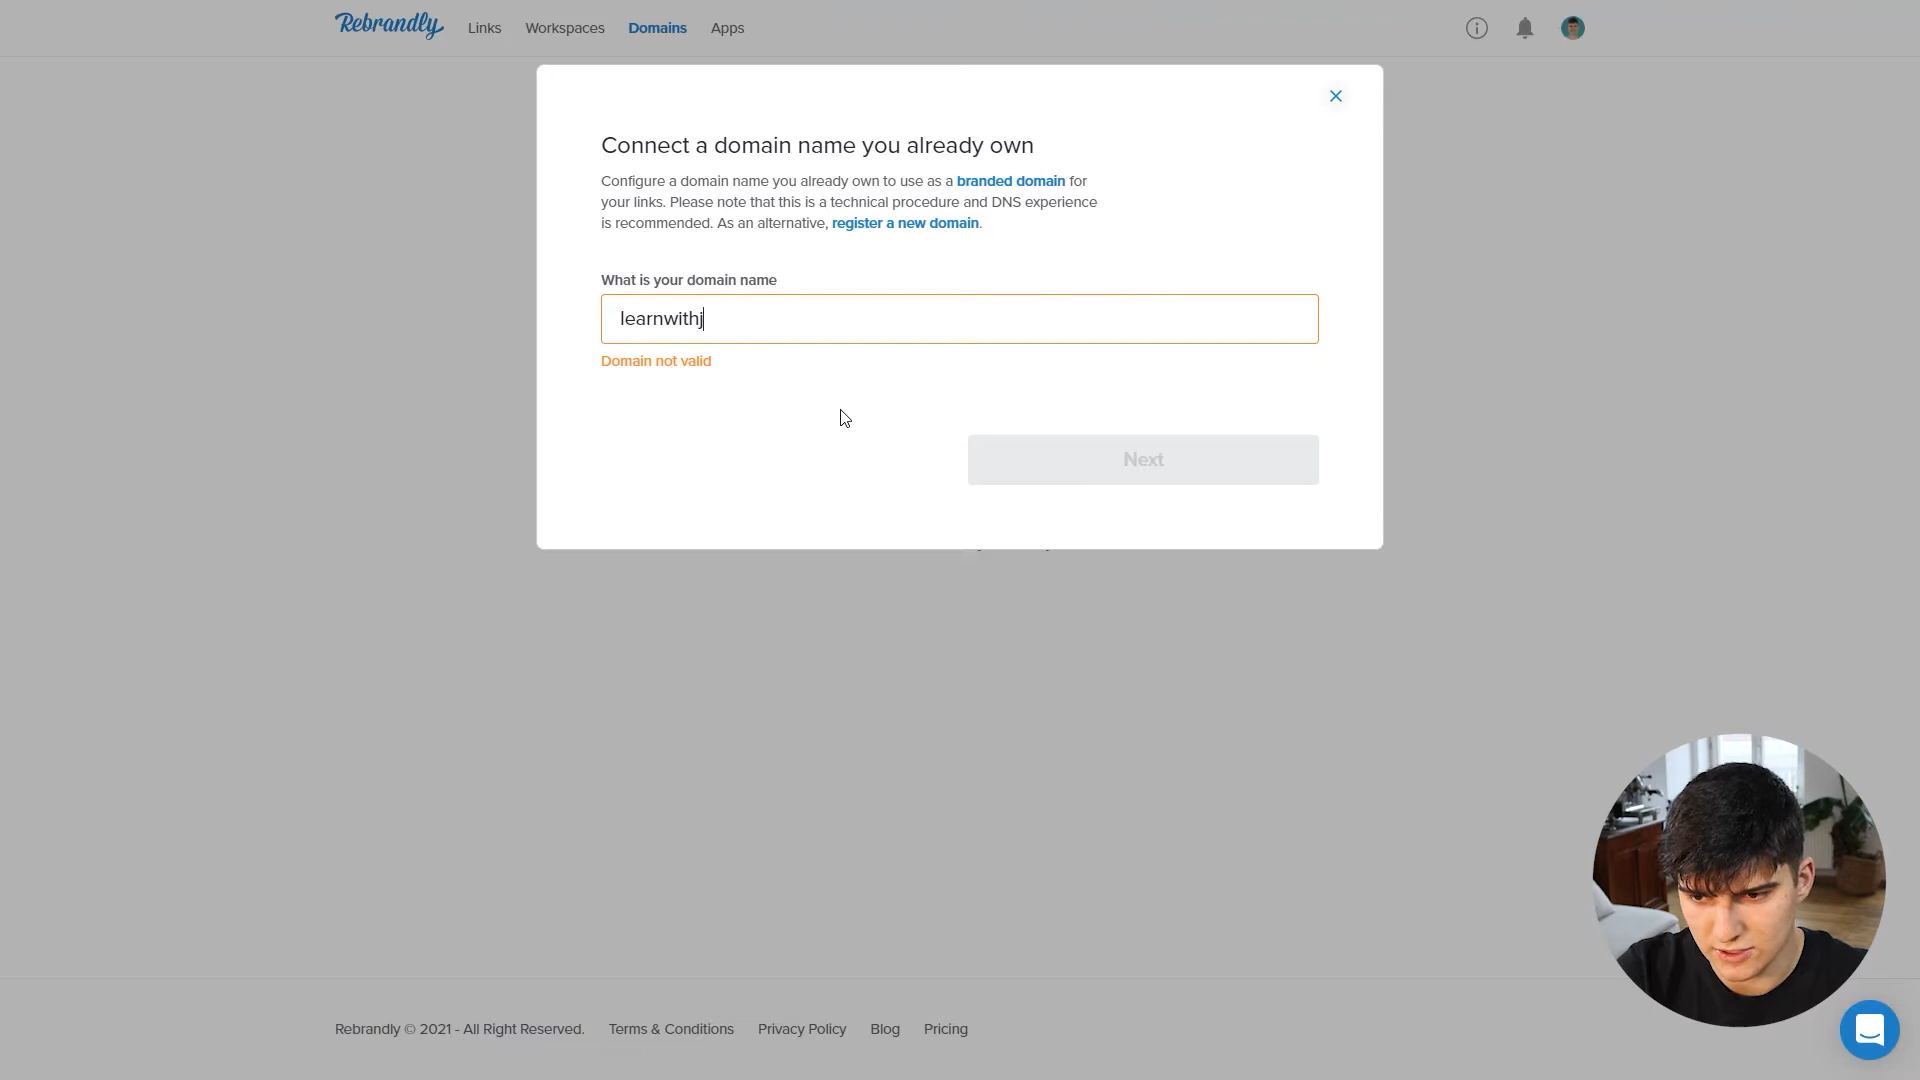 Rebrandly Links Workspaces Domains Apps
Connect a domain name you already own
Configure a domain name you already own to use as a branded domain for
your links. Please note that this is a technical procedure and DNS experience
is recommended. As an alternative, register a new domain.
What is your domain name
learnwithj
Domain not valid
Next
Rebrandly © 2021 - All Right Reserved. Terms & Conditions Privacy Policy Blog Pricing